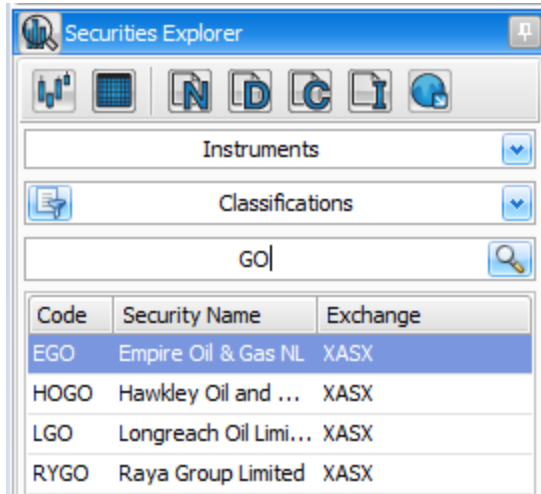 Securities Explorer
N D C I
Instruments
Classifications
GO
Code Security Name Exchange
EGO Empire Oil & Gas NL XASX
HOGO Hawkley Oil and ... XASX
LGO Longreach Oil Limi... XASX
RYGO Raya Group Limited XASX